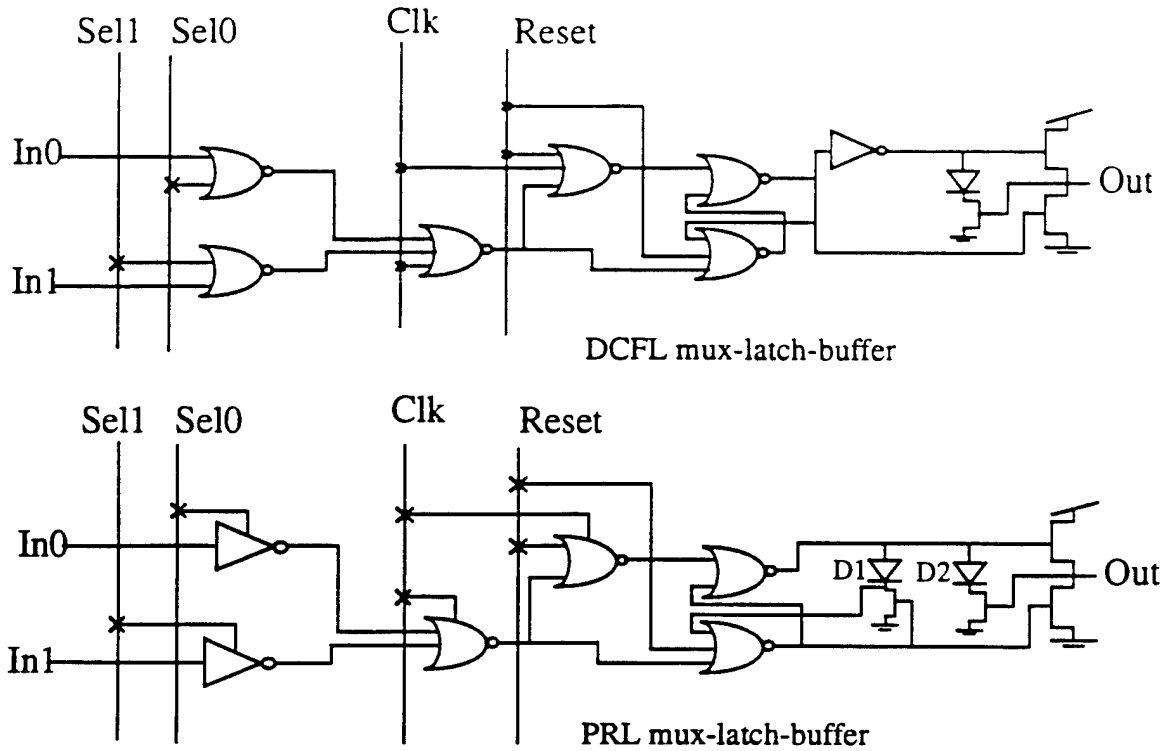 Sel1 Sel0 Clk Reset
In0
Out
In1
DCFL mux-latch-buffer
Sel1 Sel0 Clk Reset
In0
D1 D2 Out
In1
PRL mux-latch-buffer